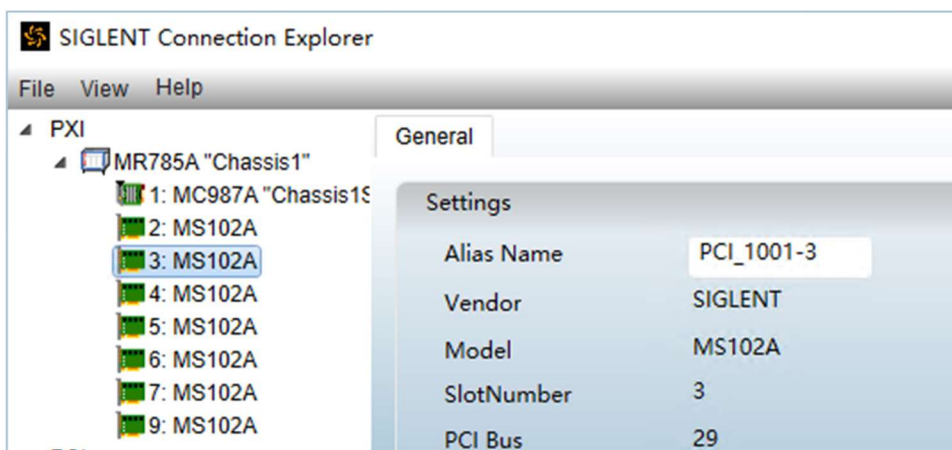 SIGLENT Connection Explorer
File View Help
PXI
MR785A "Chassis1"
1: MC987A "Chassis1S
2: MS102A
3: MS102A
4: MS102A
5: MS102A
6: MS102A
7: MS102A
9: MS102A
General
Settings
Alias Name PCI_1001-3
Vendor SIGLENT
Model MS102A
SlotNumber 3
PCI Bus 29